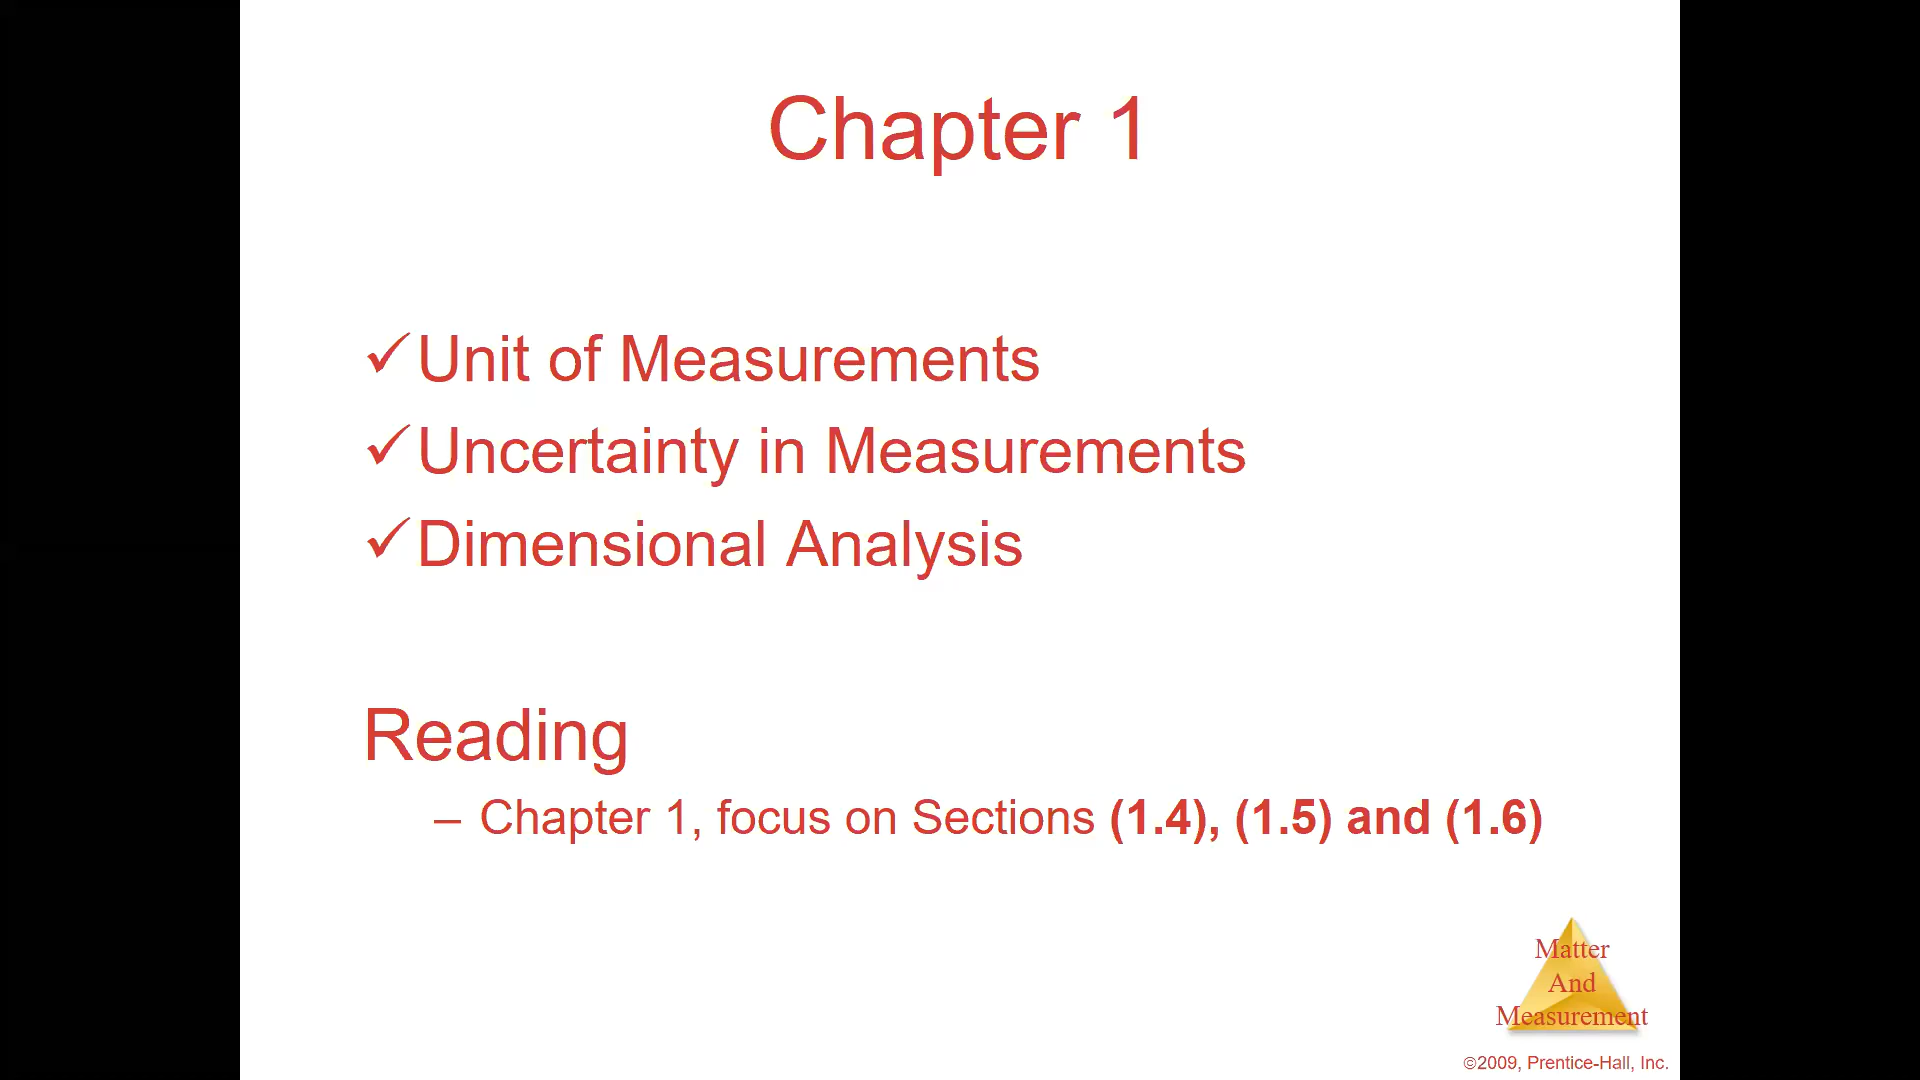 Chapter 1
✓Unit of Measurements
✓Uncertainty in Measurements
✓Dimensional Analysis
Reading
– Chapter 1, focus on Sections (1.4), (1.5) and (1.6)
Matter
And
Measurement
©2009, Prentice-Hall, Inc.